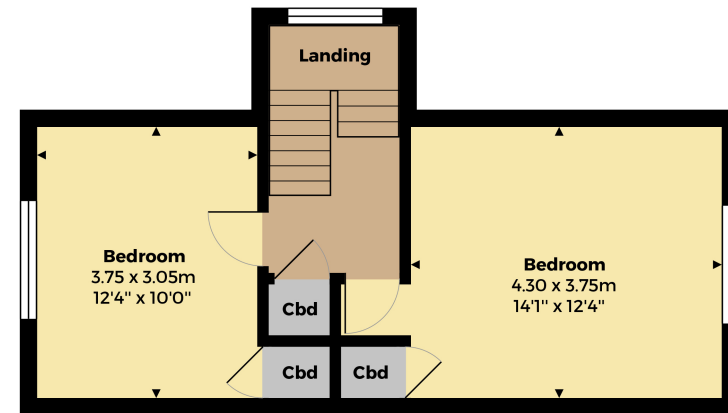 Landing
Bedroom
3.75 x 3.05m
12'4" x 10'0"
Bedroom
4.30 x 3.75m
14'1" x 12'4"
Cbd
Cbd
Cbd